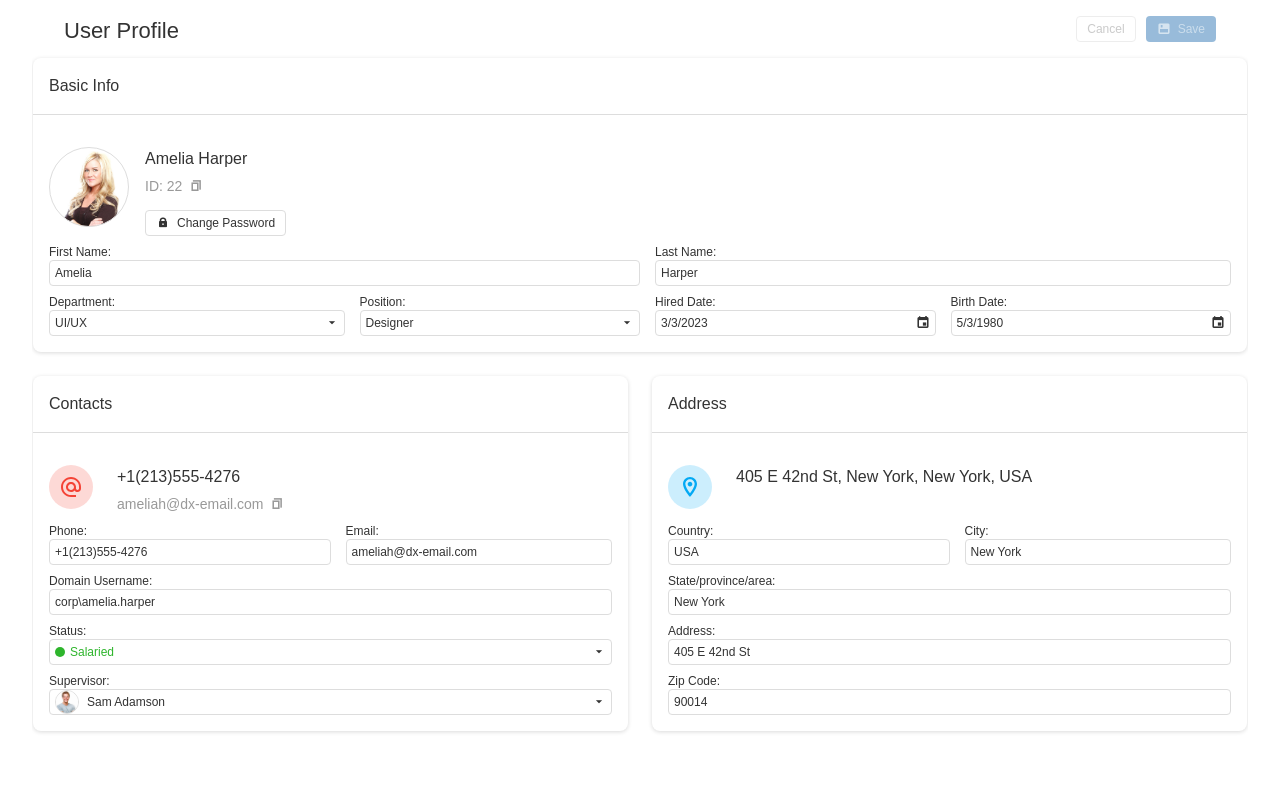 User Profile
Cancel
Save
Basic Info
Amelia Harper
ID: 22
Change Password
First Name:
Last Name:
Amelia
Harper
Department:
Position:
Hired Date:
Birth Date:
UI/UX
Designer
3/3/2023
5/3/1980
Contacts
+1(213)555-4276
ameliah@dx-email.com
Phone:
Email:
+1(213)555-4276
ameliah@dx-email.com
Domain Username:
corp\amelia.harper
Status:
Salaried
Supervisor:
Sam Adamson
Address
405 E 42nd St, New York, New York, USA
Country:
City:
USA
New York
State/province/area:
New York
Address:
405 E 42nd St
Zip Code:
90014